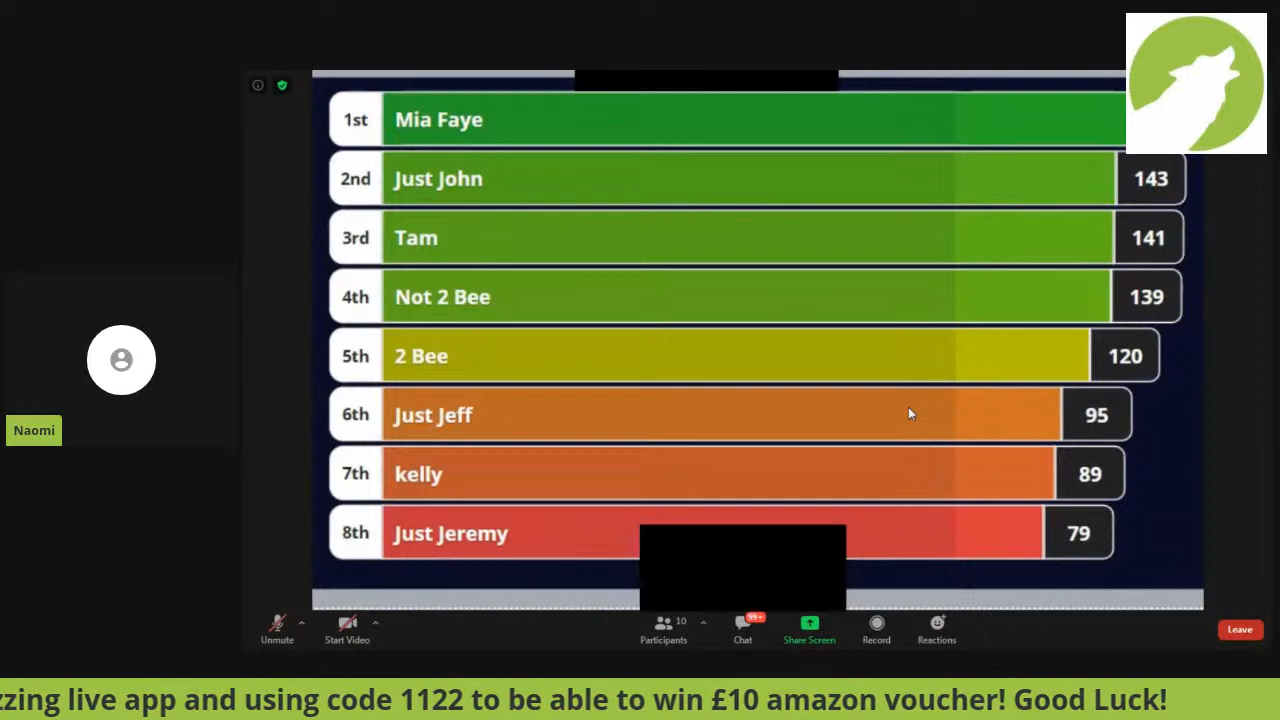 1st Mia Faye
2nd Just John 143
3rd Tam 141
4th Not 2 Bee 139
5th 2 Bee 120
6th Just Jeff 95
7th kelly 89
8th Just Jeremy 79
Naomi
10 99+
Unmute Start Video Participants Chat Share Screen Record Reactions Leave
live app and using code 1122 to be able to win £10 amazon voucher! Good Luck!